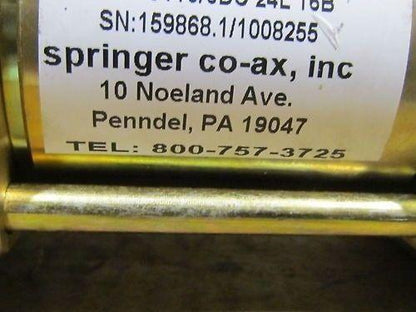 24L 16B
SN:159868.1/1008255
springer co-ax, inc
10 Noeland Ave.
Penndel, PA 19047
TEL: 800-757-3725